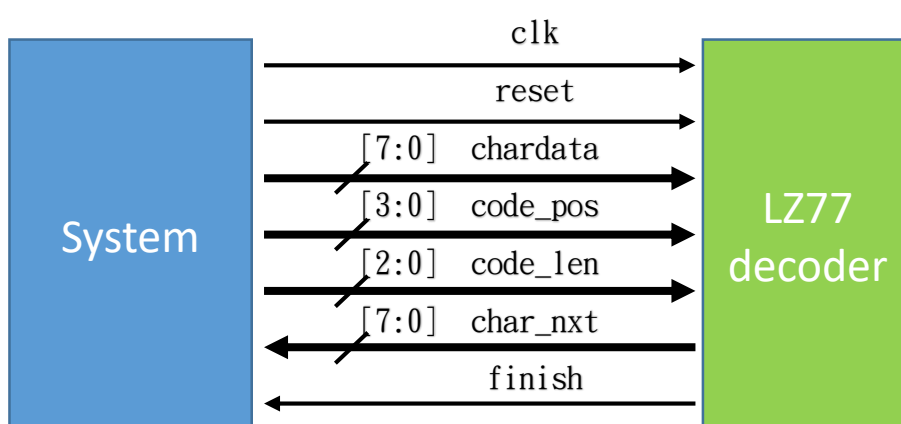 clk
reset
[7:0] chardata
[3:0] code_pos
System
[2:0] code_len
LZ77
decoder
[7:0] char_nxt
finish